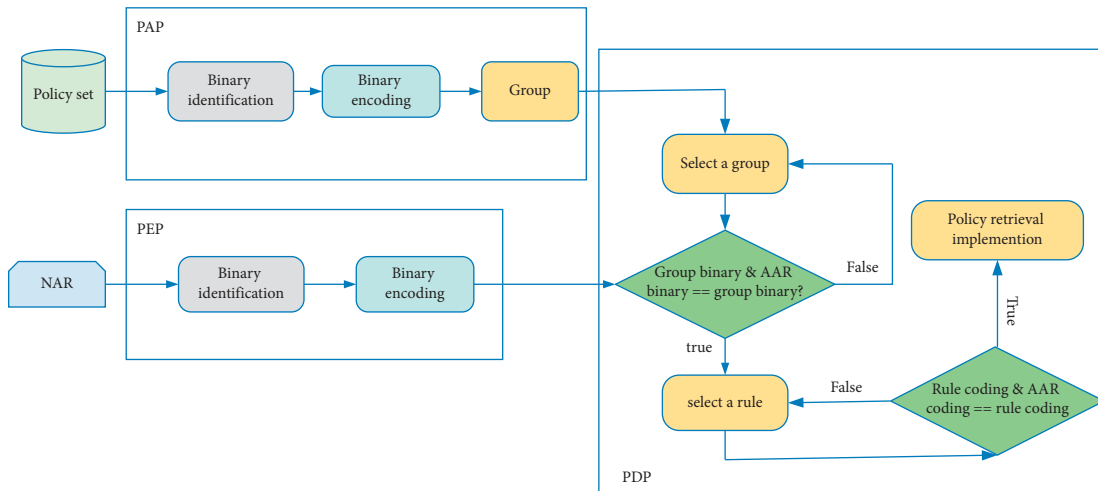 PAP
Policy set
Binary
identification
Binary
encoding
Group
Select a group
PEP
NAR
Binary
identification
Binary
encoding
Group binary & AAR
binary == group binary?
False
true
select a rule
False
Rule coding & AAR
coding == rule coding
True
Policy retrieval
implemention
PDP